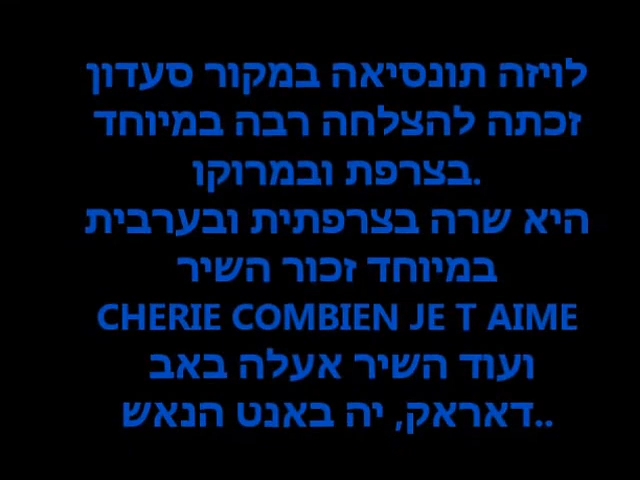 לויזה תונסיאה במקור סעדון
זכתה להצלחה רבה במיוחד
בצרפת ובמרוקו.
היא שרה בצרפתית ובערבית
במיוחד זכור השיר
CHERIE COMBIEN JE T AIME
ועוד השיר אעלה באב
דאראק, יה באנט הנאש..